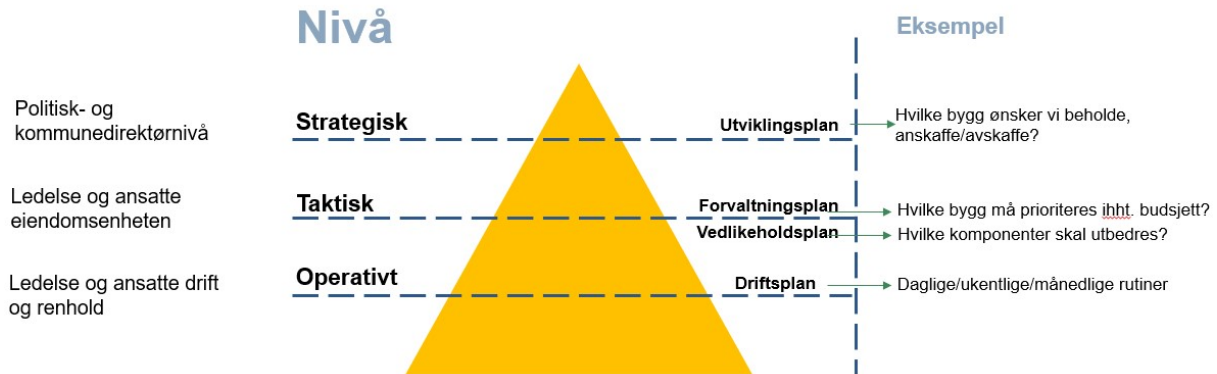 Nivå
Eksempel
Politisk- og
kommunedirektørnivå
Strategisk
Utviklingsplan
Hvilke bygg ønsker vi beholde,
anskaffe/avskaffe?
Ledelse og ansatte
eiendomsenheten
Taktisk
Forvaltningsplan
Hvilke bygg må prioriteres ihht. budsjett?
Vedlikeholdsplan
Hvilke komponenter skal utbedres?
Ledelse og ansatte drift
og renhold
Operativt
Driftsplan
Daglige/ukentlige/månedlige rutiner